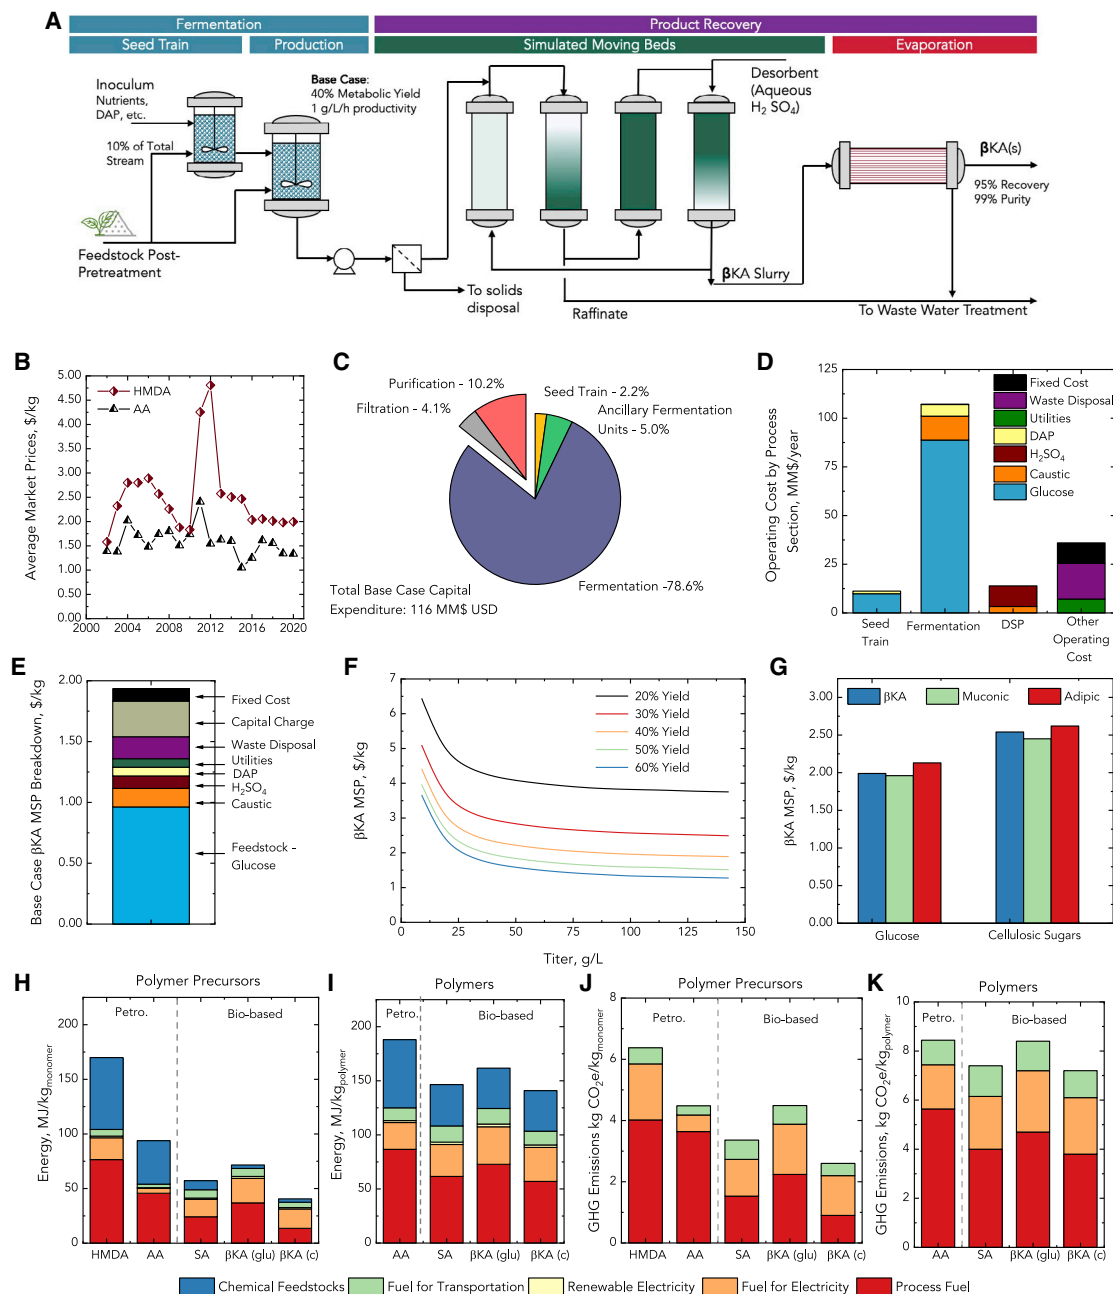 A
Fermentation
Product Recovery
Seed Train
Production
Simulated Moving Beds
Evaporation
Inoculum
Nutrients,
DAP, etc.
10% of Total
Stream
Base Case:
40% Metabolic Yield
1 g/L/h productivity
Desorbent
(Aqueous
H2 SO4)
βKA(s)
95% Recovery
99% Purity
Feedstock Post-
Pretreatment
To solids
disposal
βKA Slurry
Raffinate
To Waste Water Treatment
B
Average Market Prices, $/kg
5.00
4.50
4.00
3.50
3.00
2.50
2.00
1.50
1.00
0.50
0.00
HMDA
AA
2000 2004 2008 2012 2016 2020
C
Purification - 10.2%
Filtration - 4.1%
Seed Train - 2.2%
Ancillary Fermentation
Units - 5.0%
Fermentation -78.6%
Total Base Case Capital
Expenditure: 116 MM$ USD
D
Operating Cost by Process
Section, MM$/year
125
100
75
50
25
0
Fixed Cost
Waste Disposal
Utilities
DAP
H2SO4
Caustic
Glucose
Seed
Train
Fermentation
DSP
Other
Operating
Cost
E
Base Case βKA MSP Breakdown, $/kg
2.00
1.50
1.00
0.50
0.00
Fixed Cost
Capital Charge
Waste Disposal
Utilities
DAP
H2SO4
Caustic
Feedstock -
Glucose
F
βKA MSP, $/kg
7
6
5
4
3
2
1
0
20% Yield
30% Yield
40% Yield
50% Yield
60% Yield
0 25 50 75 100 125 150
Titer, g/L
G
βKA MSP, $/kg
3.00
2.50
2.00
1.50
1.00
0.50
0.00
βKA
Muconic
Adipic
Glucose
Cellulosic Sugars
H
Polymer Precursors
Energy, MJ/kgmonomer
200
150
100
50
0
Petro.
Bio-based
HMDA AA SA βKA (glu) βKA (c)
I
Polymers
Energy, MJ/kgpolymer
200
150
100
50
0
Petro.
Bio-based
AA SA βKA (glu) βKA (c)
J
Polymer Precursors
GHG Emissions kg CO2e/kgmonomer
8
6
4
2
0
Petro.
Bio-based
HMDA AA SA βKA (glu) βKA (c)
K
Polymers
GHG Emissions, kg CO2e/kgpolymer
10
8
6
4
2
0
Petro.
Bio-based
AA SA βKA (glu) βKA (c)
Chemical Feedstocks
Fuel for Transportation
Renewable Electricity
Fuel for Electricity
Process Fuel